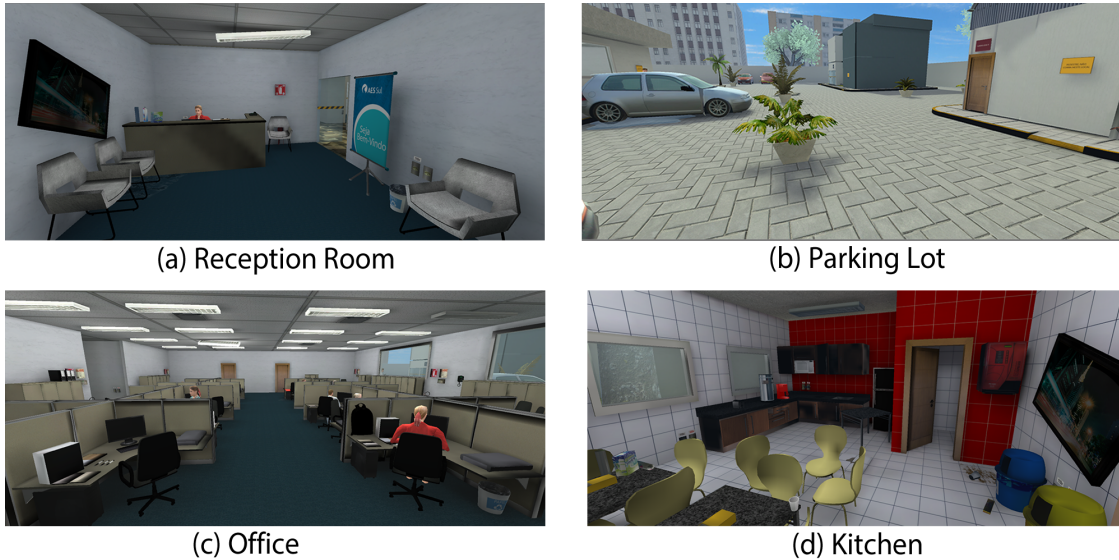 AES Sul
Seja
Bem-Vindo
(a) Reception Room
(b) Parking Lot
(c) Office
(d) Kitchen